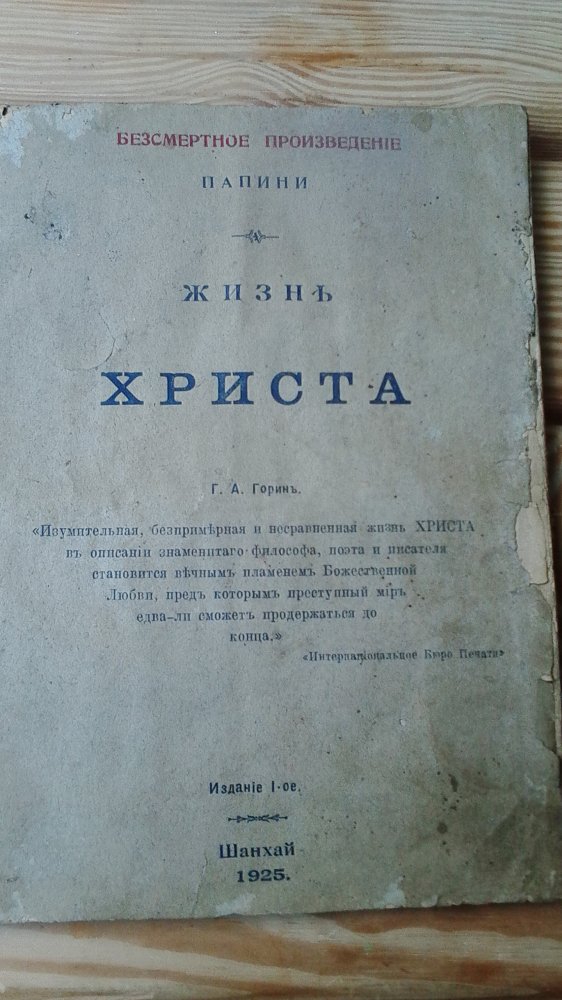 БЕЗСМЕРТНОЕ ПРОИЗВЕДЕНІЕ
ПАПИНИ
ЖИЗНЬ
ХРИСТА
Г. А. Горинъ.
«Изумительная, безпримѣрная и несравненная жизнь ХРИСТА
въ описаніи знаменитаго философа, поэта и писателя
становится вѣчнымъ пламенемъ Божественной
Любви, предъ которымъ преступный міръ
едва-ли сможетъ продержаться до
конца.»
«Интернаціональное Бюро Печати»
Изданіе I-ое.
Шанхай
1925.